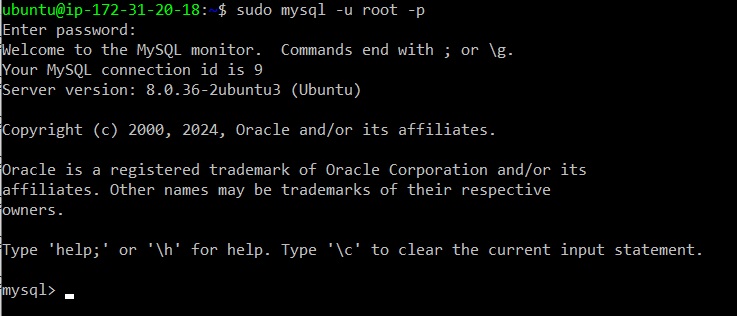 ubuntu@ip-172-31-20-18:~$ sudo mysql -u root -p
Enter password:
Welcome to the MySQL monitor.  Commands end with ; or \g.
Your MySQL connection id is 9
Server version: 8.0.36-2ubuntu3 (Ubuntu)

Copyright (c) 2000, 2024, Oracle and/or its affiliates.

Oracle is a registered trademark of Oracle Corporation and/or its
affiliates. Other names may be trademarks of their respective
owners.

Type 'help;' or '\h' for help. Type '\c' to clear the current input statement.

mysql>